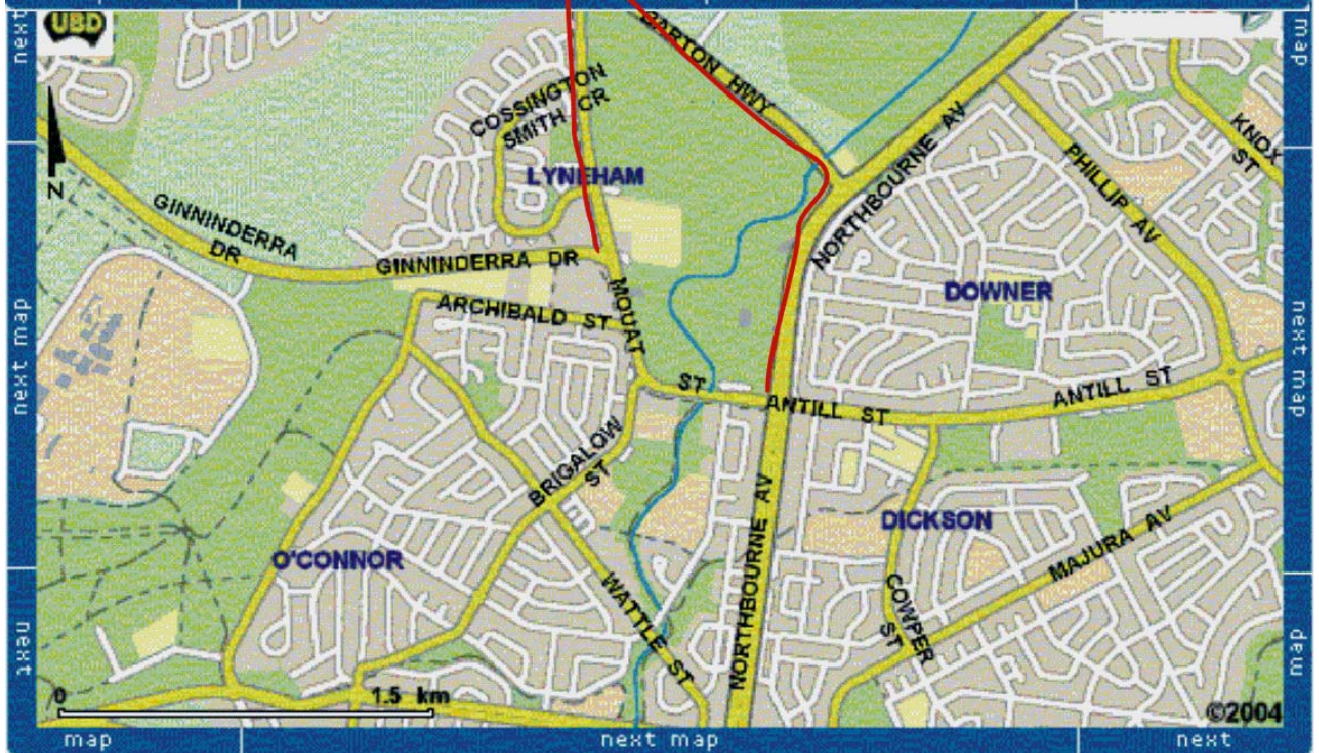 UBD
next
map
BARTON HWY
COSSINGTON
SMITH CR
KNOX
ST
N
LYNEHAM
NORTHBOURNE AV
PHILLIP AV
GINNINDERRA
DR
GINNINDERRA DR
DOWNER
next map
next map
ARCHIBALD ST
MOUAT
ST
ANTILL ST
ANTILL ST
BRIGALOW
ST
DICKSON
MAJURA AV
O'CONNOR
NORTHBOURNE AV
WATTLE ST
COWPER
ST
next
map
0 1.5 km
©2004
map
next map
next